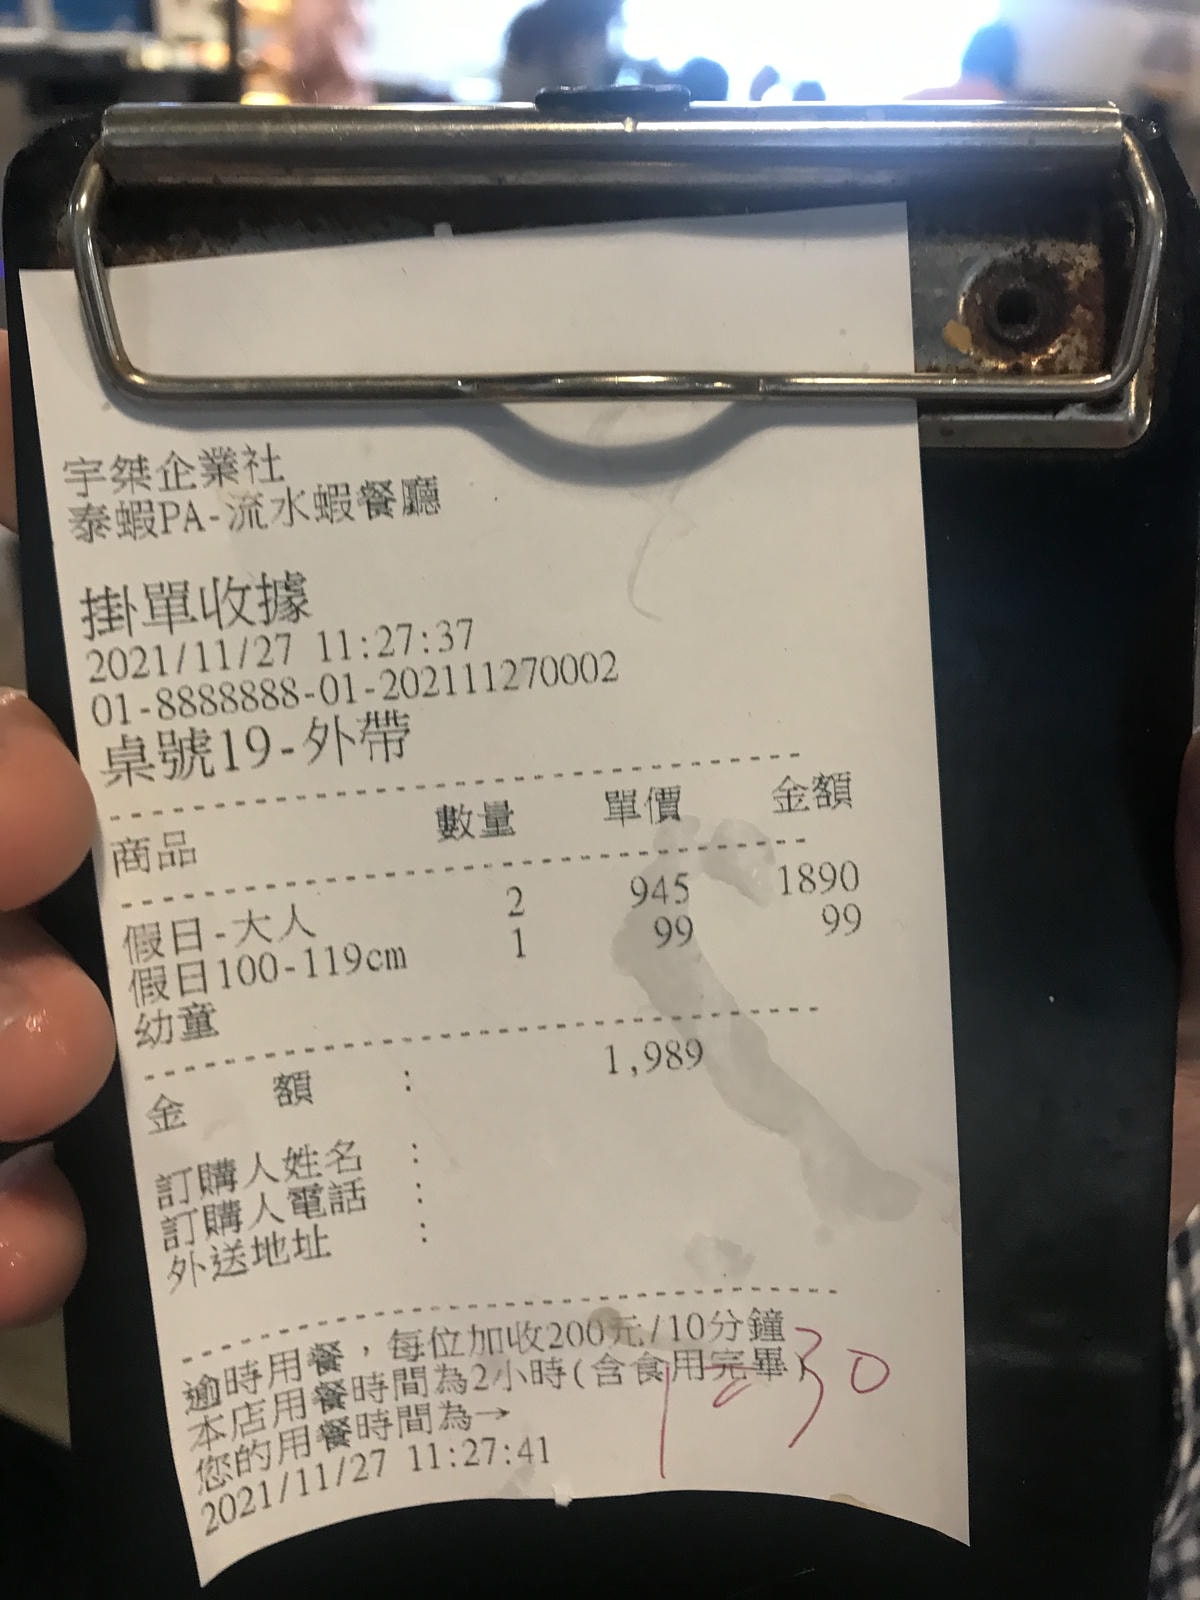 宇桀企業社
泰蝦PA-流水蝦餐廳
掛單收據
2021/11/27 11:27:37
01-8888888-01-202111270002
桌號19-外帶
商品 數量 單價 金額
假日-大人 2 945 1890
假日100-119cm 1 99 99
幼童
金 額 : 1,989
訂購人姓名 :
訂購人電話 :
外送地址 :
逾時用餐，每位加收200元/10分鐘
本店用餐時間為2小時(含食用完畢)
您的用餐時間為→
2021/11/27 11:27:41
1=30